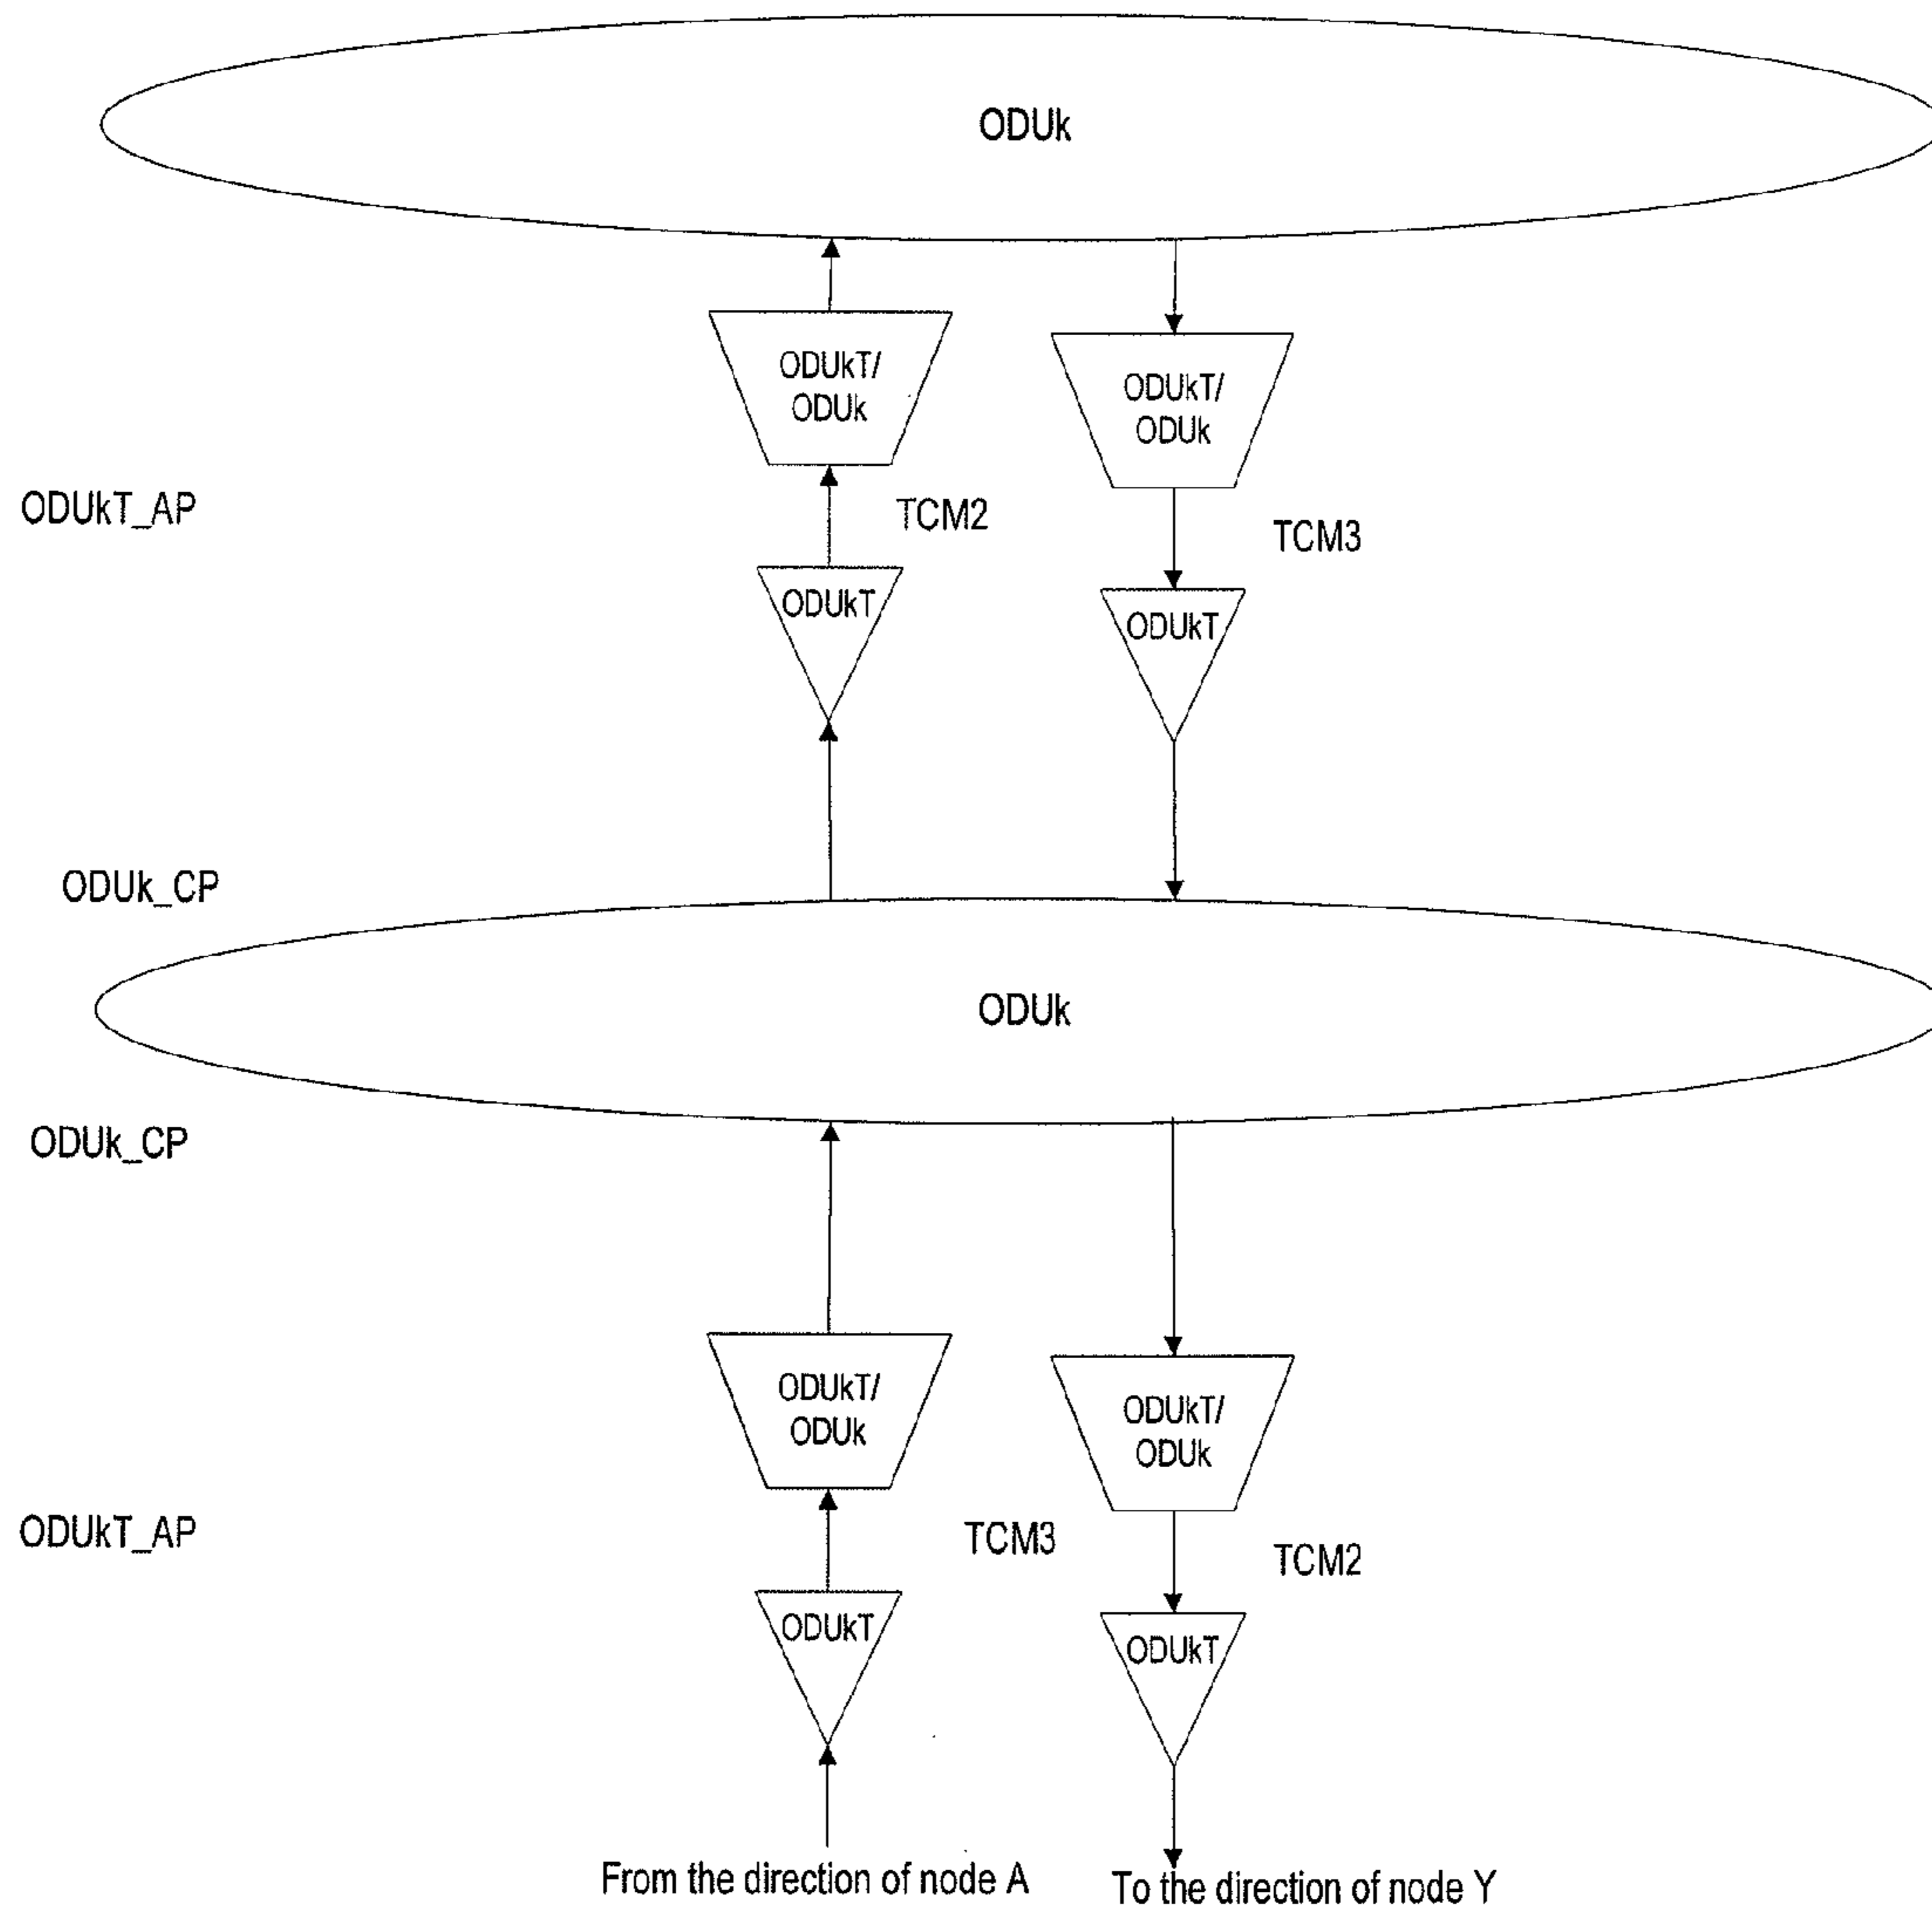 ODUk
ODUkT/
ODUk
ODUkT/
ODUk
ODUkT_AP
TCM2
TCM3
ODUkT
ODUkT
ODUk_CP
ODUk
ODUk_CP
ODUkT/
ODUk
ODUkT/
ODUk
ODUkT_AP
TCM3
TCM2
ODUkT
ODUkT
From the direction of node A
To the direction of node Y